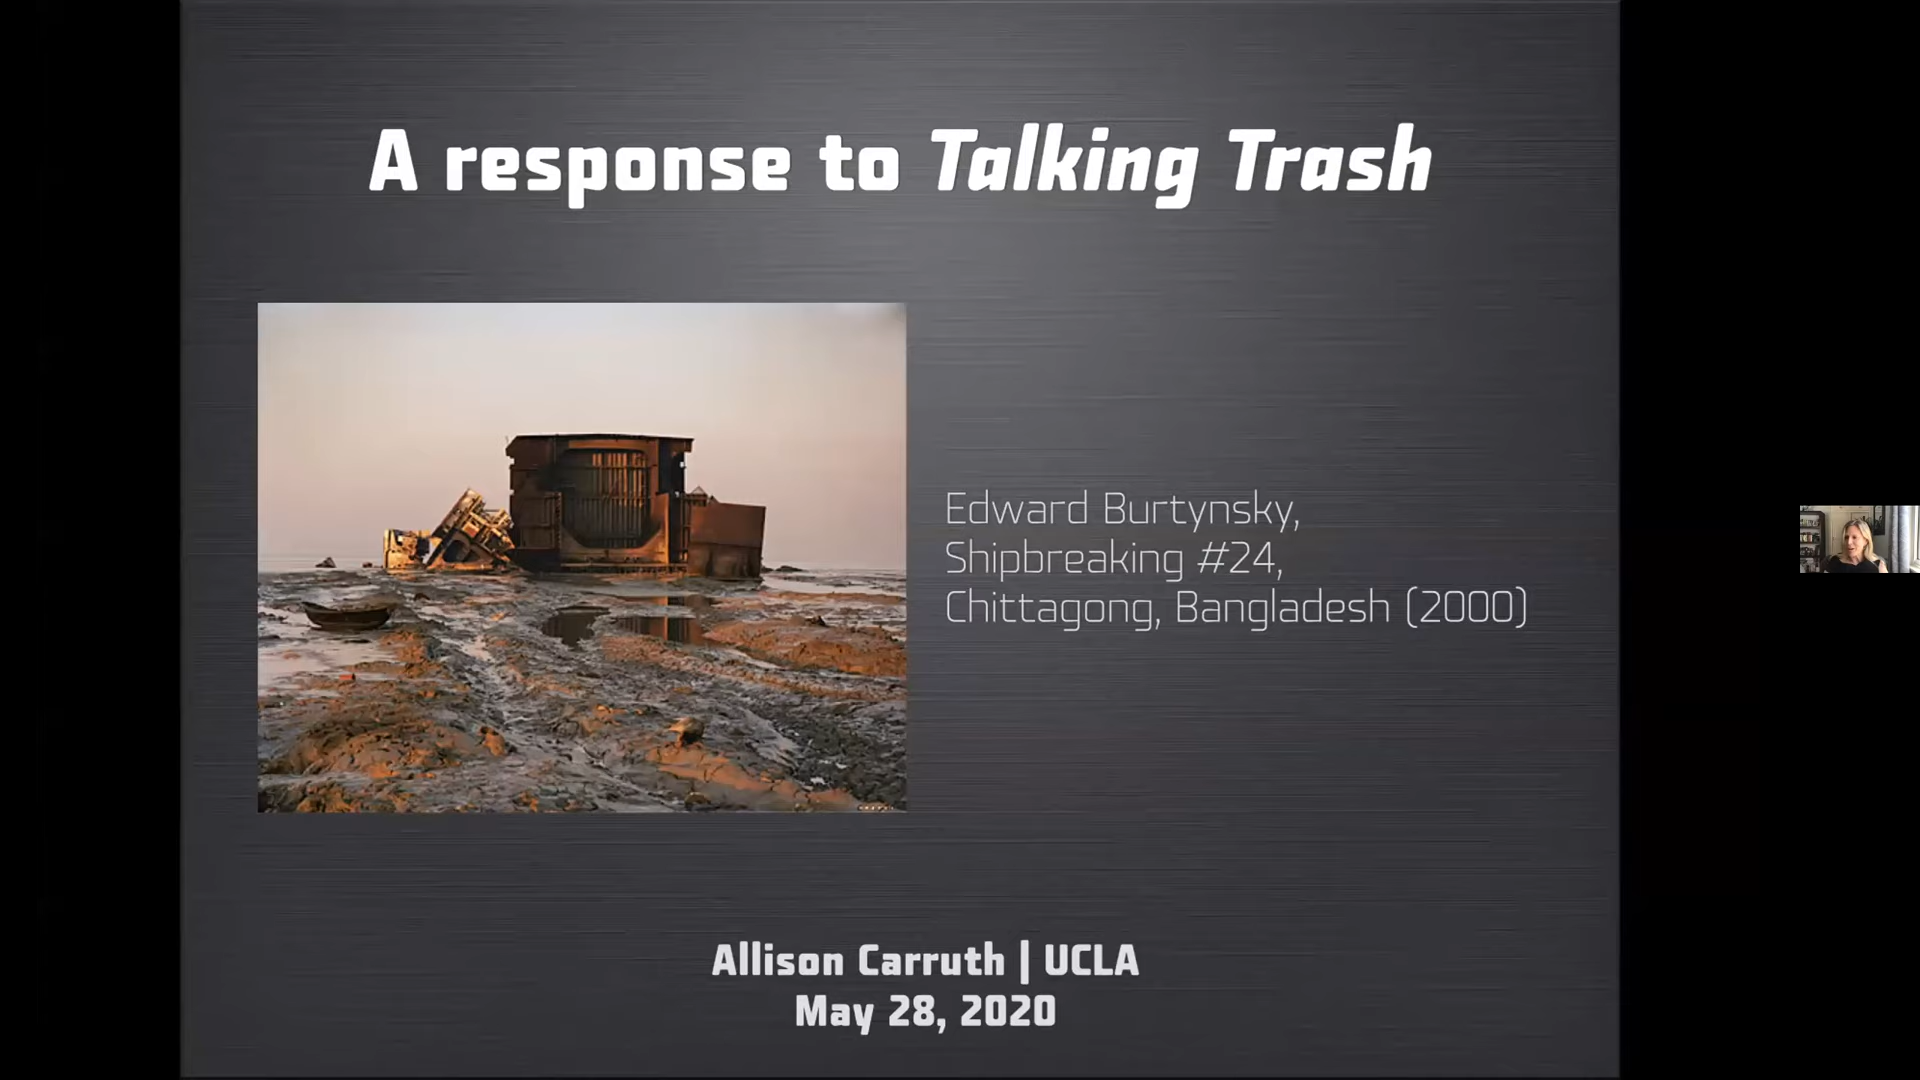 A response to Talking Trash
Edward Burtynsky,
Shipbreaking #24,
Chittagong, Bangladesh (2000)
Allison Carruth | UCLA
May 28, 2020